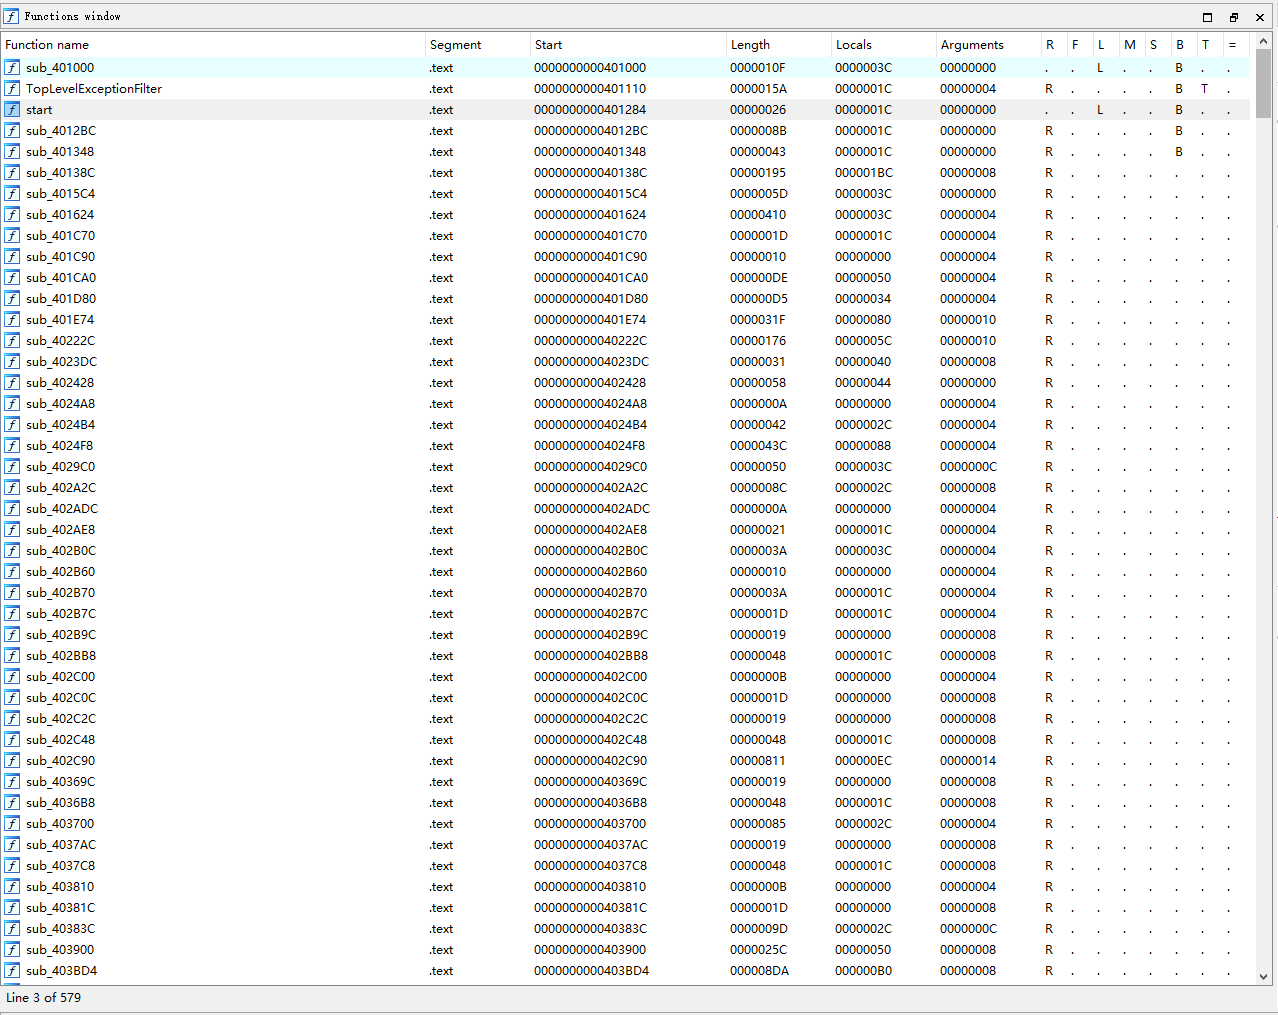 Functions window
Function name Segment Start Length Locals Arguments R F L M S B T =
sub_401000 .text 0000000000401000 0000010F 0000003C 00000000 . . L . . B . .
TopLevelExceptionFilter .text 0000000000401110 0000015A 0000001C 00000004 R . . . . B T .
start .text 0000000000401284 00000026 0000001C 00000000 . . L . . B . .
sub_4012BC .text 00000000004012BC 0000008B 0000001C 00000000 R . . . . B . .
sub_401348 .text 0000000000401348 00000043 0000001C 00000000 R . . . . B . .
sub_40138C .text 000000000040138C 00000195 000001BC 00000008 R . . . . . . .
sub_4015C4 .text 00000000004015C4 0000005D 0000003C 00000000 R . . . . . . .
sub_401624 .text 0000000000401624 00000410 0000003C 00000004 R . . . . . . .
sub_401C70 .text 0000000000401C70 0000001D 0000001C 00000004 R . . . . . . .
sub_401C90 .text 0000000000401C90 00000010 00000000 00000004 R . . . . . . .
sub_401CA0 .text 0000000000401CA0 000000DE 00000050 00000004 R . . . . . . .
sub_401D80 .text 0000000000401D80 000000D5 00000034 00000004 R . . . . . . .
sub_401E74 .text 0000000000401E74 0000031F 00000080 00000010 R . . . . . . .
sub_40222C .text 000000000040222C 00000176 0000005C 00000010 R . . . . . . .
sub_4023DC .text 00000000004023DC 00000031 00000040 00000008 R . . . . . . .
sub_402428 .text 0000000000402428 00000058 00000044 00000000 R . . . . . . .
sub_4024A8 .text 00000000004024A8 0000000A 00000000 00000004 R . . . . . . .
sub_4024B4 .text 00000000004024B4 00000042 0000002C 00000004 R . . . . . . .
sub_4024F8 .text 00000000004024F8 0000043C 00000088 00000004 R . . . . . . .
sub_4029C0 .text 00000000004029C0 00000050 0000003C 0000000C R . . . . . . .
sub_402A2C .text 0000000000402A2C 0000008C 0000002C 00000008 R . . . . . . .
sub_402ADC .text 0000000000402ADC 0000000A 00000000 00000004 R . . . . . . .
sub_402AE8 .text 0000000000402AE8 00000021 0000001C 00000004 R . . . . . . .
sub_402B0C .text 0000000000402B0C 0000003A 0000003C 00000004 R . . . . . . .
sub_402B60 .text 0000000000402B60 00000010 00000000 00000004 R . . . . . . .
sub_402B70 .text 0000000000402B70 0000003A 0000001C 00000004 R . . . . . . .
sub_402B7C .text 0000000000402B7C 0000001D 0000001C 00000004 R . . . . . . .
sub_402B9C .text 0000000000402B9C 00000019 00000000 00000008 R . . . . . . .
sub_402BB8 .text 0000000000402BB8 00000048 0000001C 00000008 R . . . . . . .
sub_402C00 .text 0000000000402C00 0000000B 00000000 00000004 R . . . . . . .
sub_402C0C .text 0000000000402C0C 0000001D 00000000 00000008 R . . . . . . .
sub_402C2C .text 0000000000402C2C 00000019 00000000 00000008 R . . . . . . .
sub_402C48 .text 0000000000402C48 00000048 0000001C 00000008 R . . . . . . .
sub_402C90 .text 0000000000402C90 00000811 000000EC 00000014 R . . . . . . .
sub_40369C .text 000000000040369C 00000019 00000000 00000008 R . . . . . . .
sub_4036B8 .text 00000000004036B8 00000048 0000001C 00000008 R . . . . . . .
sub_403700 .text 0000000000403700 00000085 0000002C 00000004 R . . . . . . .
sub_4037AC .text 00000000004037AC 00000019 00000000 00000008 R . . . . . . .
sub_4037C8 .text 00000000004037C8 00000048 0000001C 00000008 R . . . . . . .
sub_403810 .text 0000000000403810 0000000B 00000000 00000004 R . . . . . . .
sub_40381C .text 000000000040381C 0000001D 00000000 00000008 R . . . . . . .
sub_40383C .text 000000000040383C 0000009D 0000002C 0000000C R . . . . . . .
sub_403900 .text 0000000000403900 0000025C 00000050 00000008 R . . . . . . .
sub_403BD4 .text 0000000000403BD4 000008DA 000000B0 00000008 R . . . . . . .
Line 3 of 579